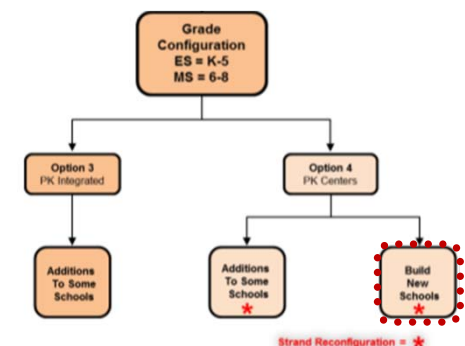 Grade
Configuration
ES = K-5
MS = 6-8
Option 3
PK Integrated
Option 4
PK Centers
Additions
To Some
Schools
Additions
To Some
Schools
*
Build
New
Schools
*
Strand Reconfiguration = *